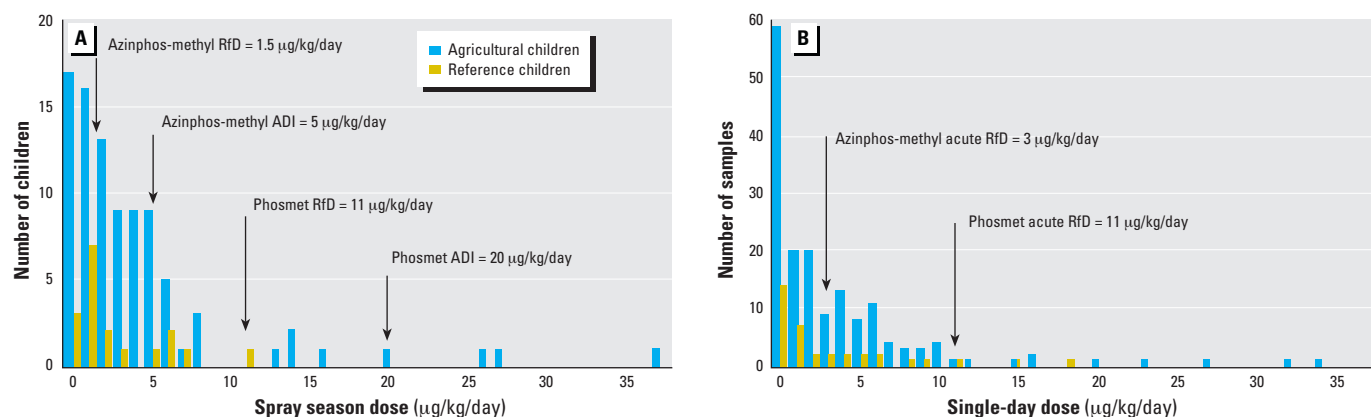 A
20
15
10
5
0
Number of children
Azinphos-methyl RfD = 1.5 µg/kg/day
Azinphos-methyl ADI = 5 µg/kg/day
Phosmet RfD = 11 µg/kg/day
Phosmet ADI = 20 µg/kg/day
Agricultural children
Reference children
0 5 10 15 20 25 30 35
Spray season dose (µg/kg/day)
B
60
50
40
30
20
10
0
Number of samples
Azinphos-methyl acute RfD = 3 µg/kg/day
Phosmet acute RfD = 11 µg/kg/day
0 5 10 15 20 25 30 35
Single-day dose (µg/kg/day)